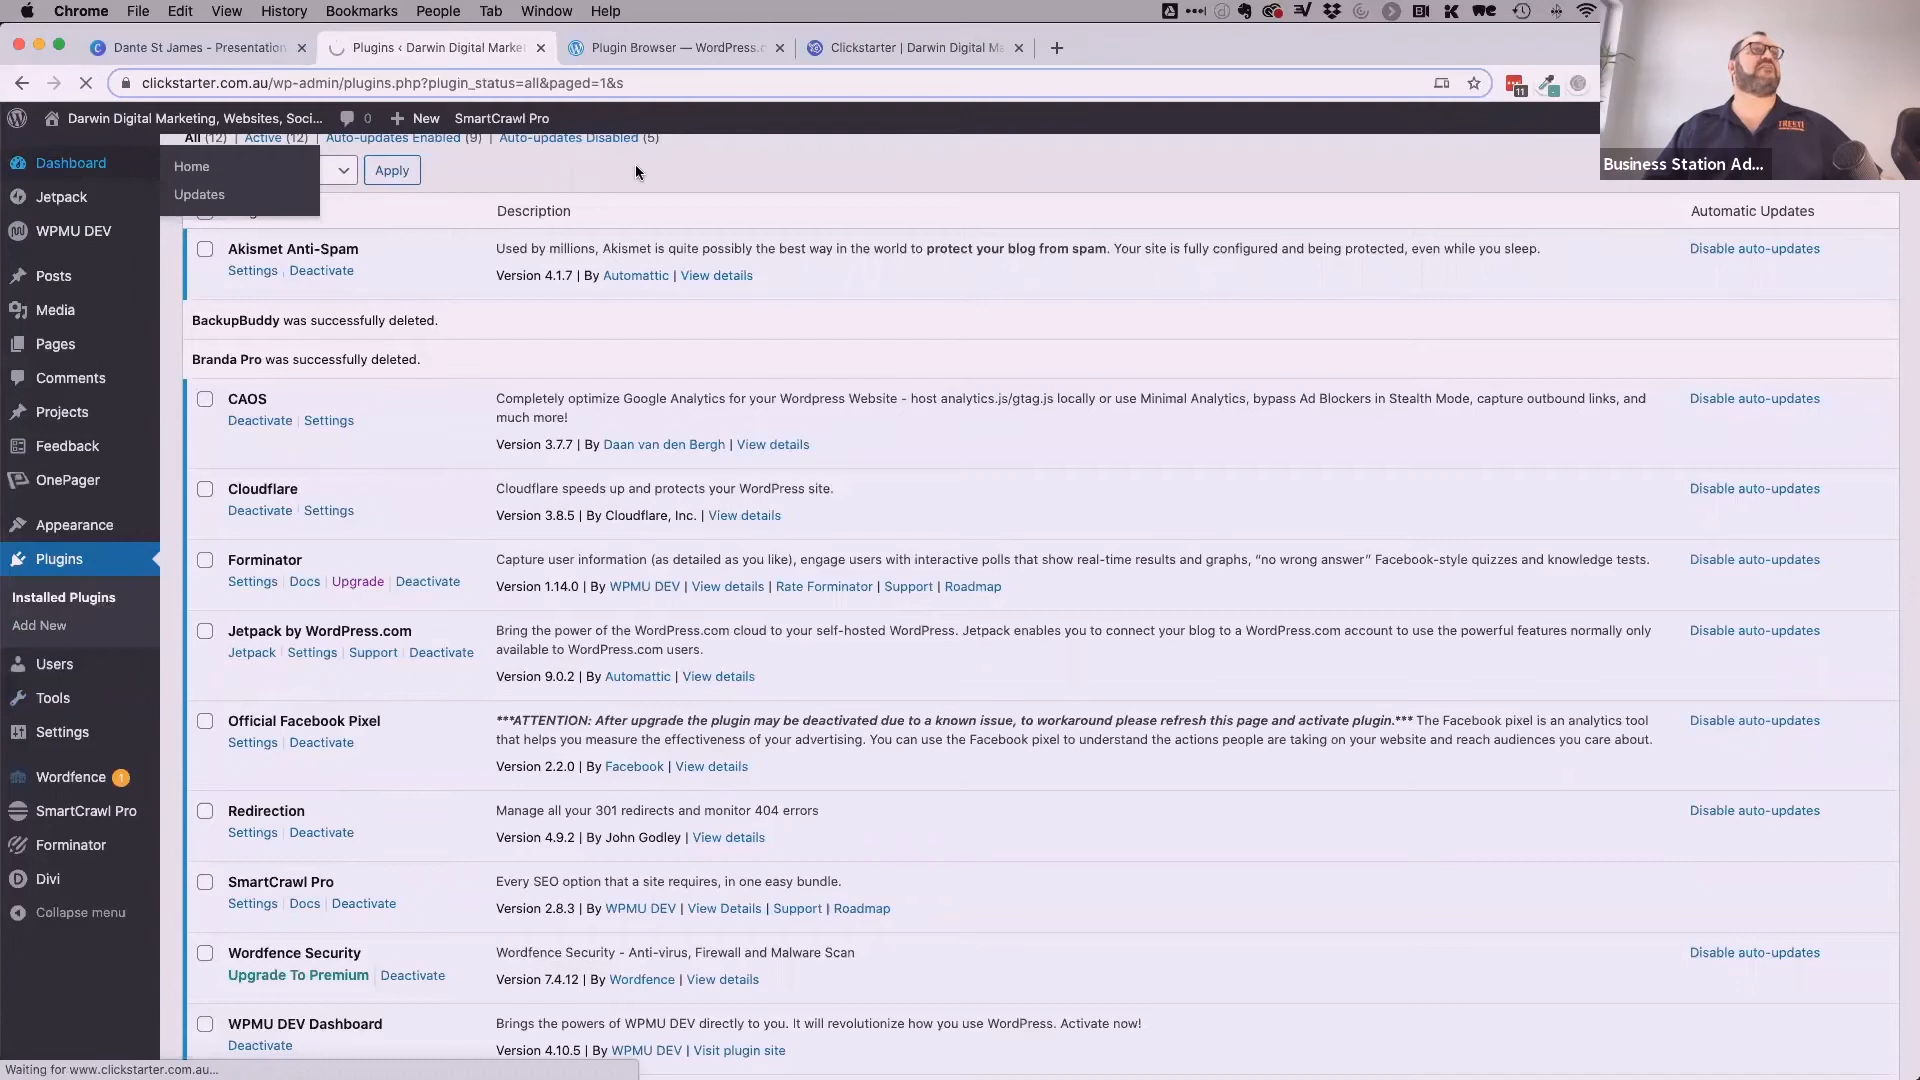 Chrome File Edit View History Bookmarks People Tab Window Help
Dante St James - Presentation
Plugins ‹ Darwin Digital Marke
Plugin Browser — WordPress.
Clickstarter | Darwin Digital Ma
clickstarter.com.au/wp-admin/plugins.php?plugin_status=all&paged=1&s
11
Darwin Digital Marketing, Websites, Soci... 0 New SmartCrawl Pro
All (12) | Active (12) | Auto-updates Enabled (9) | Auto-updates Disabled (5)
Apply
Business Station Ad...
Dashboard
Home
Updates
Jetpack
WPMU DEV
Posts
Media
Pages
Comments
Projects
Feedback
OnePager
Appearance
Plugins
Installed Plugins
Add New
Users
Tools
Settings
Wordfence 1
SmartCrawl Pro
Forminator
Divi
Collapse menu
Description
Automatic Updates
Akismet Anti-Spam
Settings | Deactivate
Used by millions, Akismet is quite possibly the best way in the world to protect your blog from spam. Your site is fully configured and being protected, even while you sleep.
Version 4.1.7 | By Automattic | View details
Disable auto-updates
BackupBuddy was successfully deleted.
Branda Pro was successfully deleted.
CAOS
Deactivate | Settings
Completely optimize Google Analytics for your Wordpress Website - host analytics.js/gtag.js locally or use Minimal Analytics, bypass Ad Blockers in Stealth Mode, capture outbound links, and
much more!
Version 3.7.7 | By Daan van den Bergh | View details
Disable auto-updates
Cloudflare
Deactivate | Settings
Cloudflare speeds up and protects your WordPress site.
Version 3.8.5 | By Cloudflare, Inc. | View details
Disable auto-updates
Forminator
Settings | Docs | Upgrade | Deactivate
Capture user information (as detailed as you like), engage users with interactive polls that show real-time results and graphs, “no wrong answer” Facebook-style quizzes and knowledge tests.
Version 1.14.0 | By WPMU DEV | View details | Rate Forminator | Support | Roadmap
Disable auto-updates
Jetpack by WordPress.com
Jetpack | Settings | Support | Deactivate
Bring the power of the WordPress.com cloud to your self-hosted WordPress. Jetpack enables you to connect your blog to a WordPress.com account to use the powerful features normally only
available to WordPress.com users.
Version 9.0.2 | By Automattic | View details
Disable auto-updates
Official Facebook Pixel
Settings | Deactivate
***ATTENTION: After upgrade the plugin may be deactivated due to a known issue, to workaround please refresh this page and activate plugin.*** The Facebook pixel is an analytics tool
that helps you measure the effectiveness of your advertising. You can use the Facebook pixel to understand the actions people are taking on your website and reach audiences you care about.
Version 2.2.0 | By Facebook | View details
Disable auto-updates
Redirection
Settings | Deactivate
Manage all your 301 redirects and monitor 404 errors
Version 4.9.2 | By John Godley | View details
Disable auto-updates
SmartCrawl Pro
Settings | Docs | Deactivate
Every SEO option that a site requires, in one easy bundle.
Version 2.8.3 | By WPMU DEV | View Details | Support | Roadmap
Wordfence Security
Upgrade To Premium | Deactivate
Wordfence Security - Anti-virus, Firewall and Malware Scan
Version 7.4.12 | By Wordfence | View details
Disable auto-updates
WPMU DEV Dashboard
Deactivate
Brings the powers of WPMU DEV directly to you. It will revolutionize how you use WordPress. Activate now!
Version 4.10.5 | By WPMU DEV | Visit plugin site
Waiting for www.clickstarter.com.au...